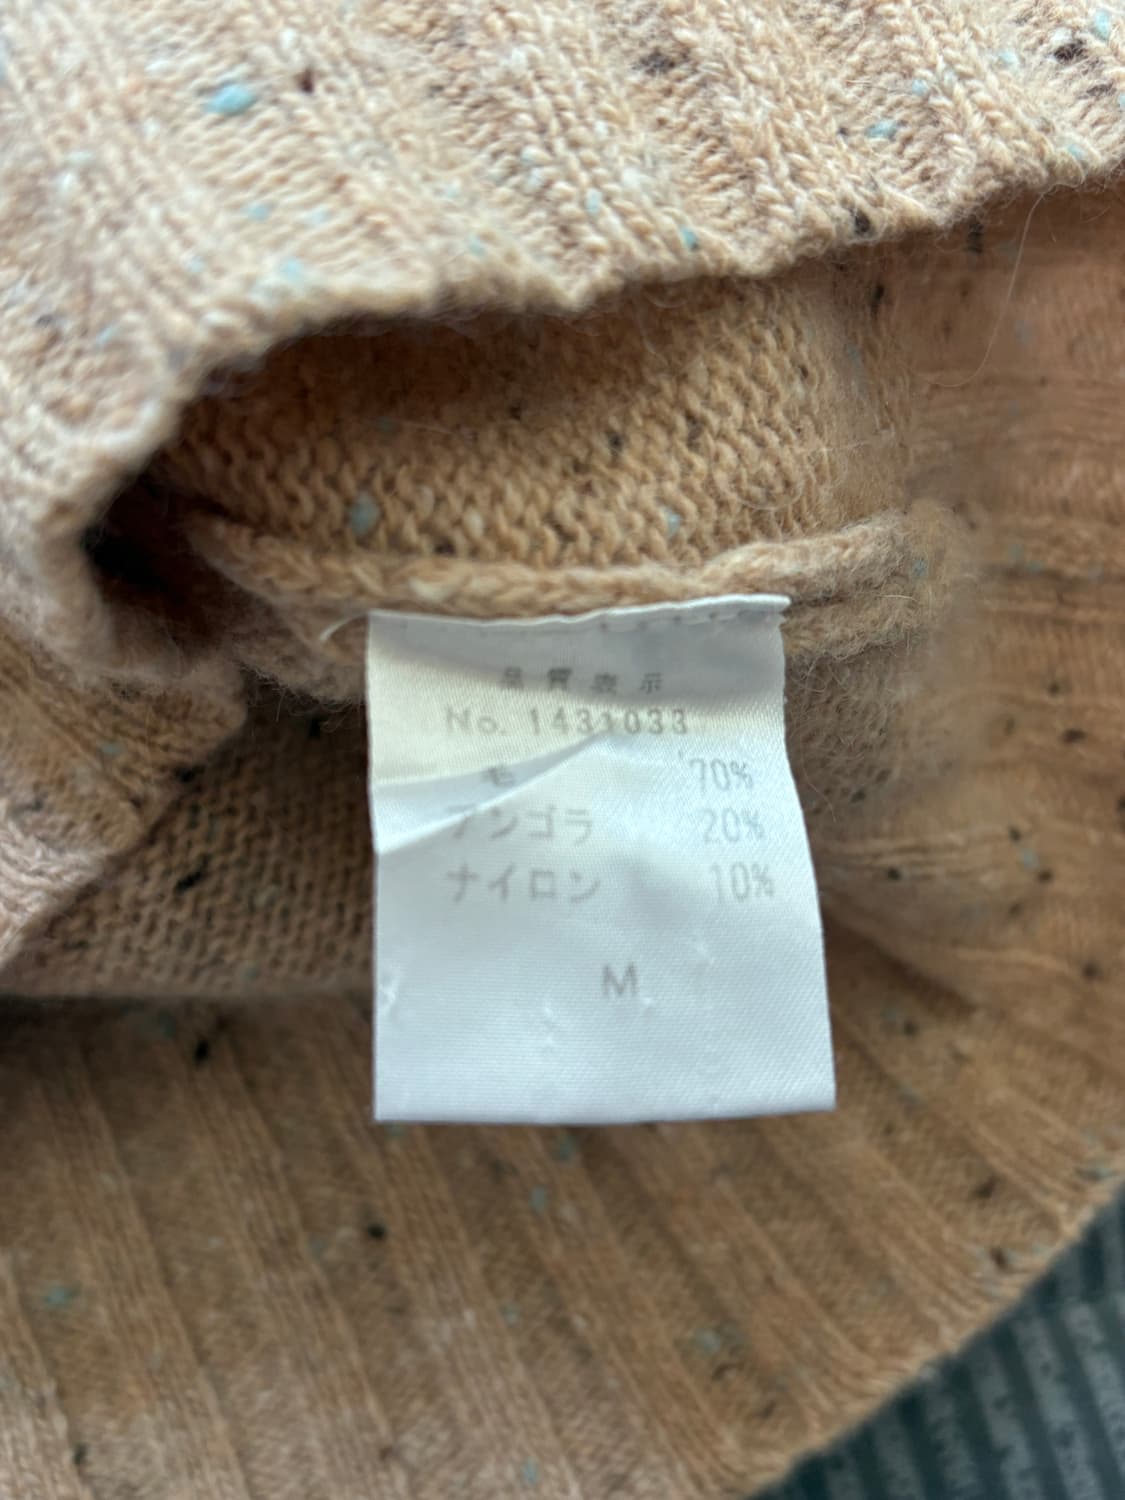 品質表示
No. 1431033
毛 70%
アンゴラ 20%
ナイロン 10%
M